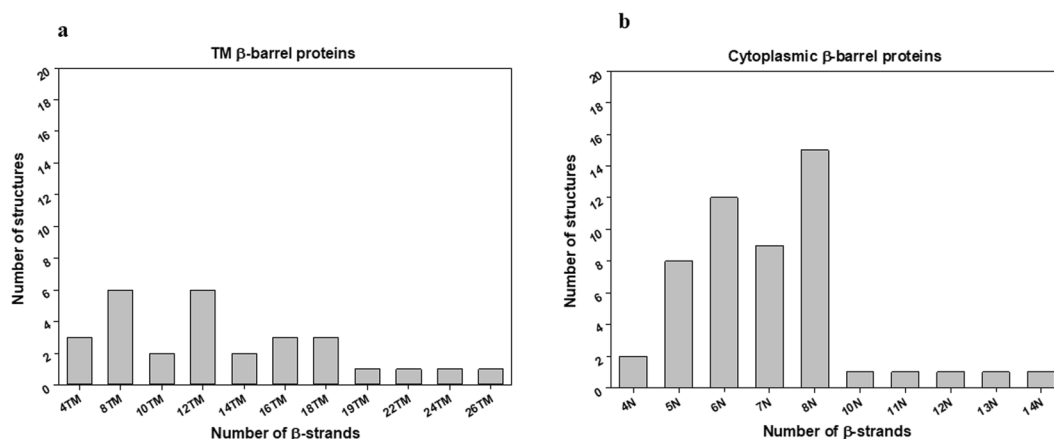 a
TM β-barrel proteins
20
18
16
14
12
10
8
6
4
2
0
Number of structures
4TM 8TM 10TM 12TM 14TM 16TM 18TM 19TM 22TM 24TM 26TM
Number of β-strands
b
Cytoplasmic β-barrel proteins
20
18
16
14
12
10
8
6
4
2
0
Number of structures
4N 5N 6N 7N 8N 10N 11N 12N 13N 14N
Number of β-strands